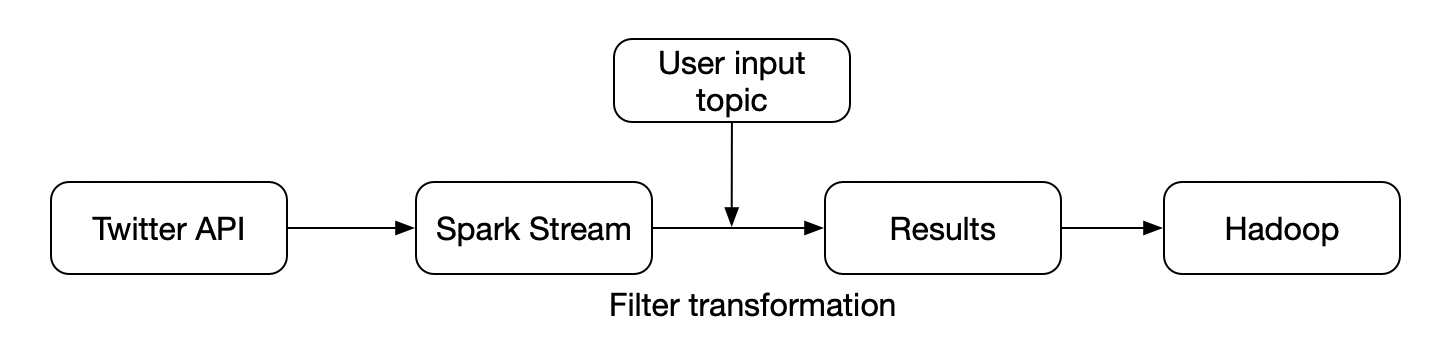 User input
topic
Twitter API
Spark Stream
Results
Hadoop
Filter transformation